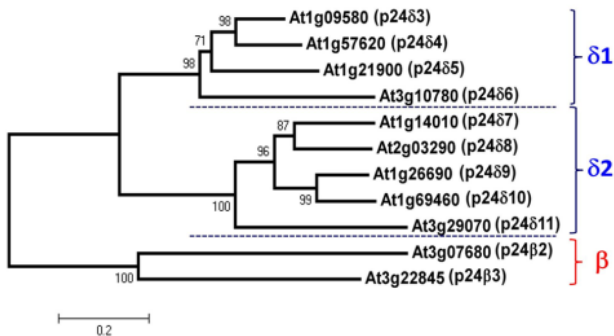 98 At1g09580 (p24δ3)
71 At1g57620 (p24δ4)
98 At1g21900 (p24δ5)
At3g10780 (p24δ6)
δ1
87 At1g14010 (p24δ7)
At2g03290 (p24δ8)
96 At1g26690 (p24δ9)
99 At1g69460 (p24δ10)
100 At3g29070 (p24δ11)
δ2
At3g07680 (p24β2)
100 At3g22845 (p24β3)
β
0.2